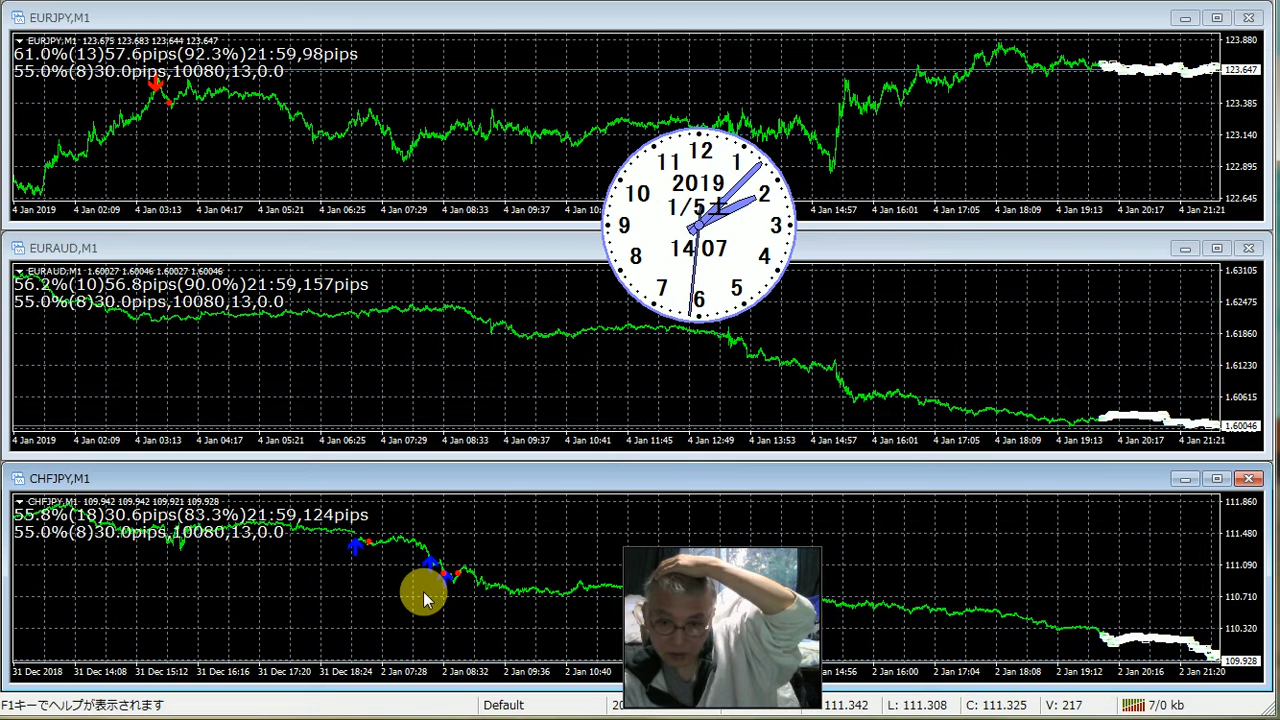 EURJPY,M1
EURJPY,M1 123.675 123.683 123.644 123.647
61.0%(13)57.6pips(92.3%)21:59,98pips
55.0%(8)30.0pips,10080,13,0.0
123.880
123.647
123.385
123.140
122.895
122.645
4 Jan 2019 4 Jan 02:09 4 Jan 03:13 4 Jan 04:17 4 Jan 05:21 4 Jan 06:25 4 Jan 07:29 4 Jan 08:33 4 Jan 09:37 4 Jan 10: 4 Jan 14:57 4 Jan 16:01 4 Jan 17:05 4 Jan 18:09 4 Jan 19:13 4 Jan 20:17 4 Jan 21:21
12
1
2
3
4
5
6
7
8
9
10
11
2019
1/5土
14:07
EURAUD,M1
EURAUD,M1 1.60027 1.60046 1.60027 1.60046
56.2%(10)56.8pips(90.0%)21:59,157pips
55.0%(8)30.0pips,10080,13,0.0
1.63105
1.62475
1.61860
1.61230
1.60615
1.60046
4 Jan 2019 4 Jan 02:09 4 Jan 03:13 4 Jan 04:17 4 Jan 05:21 4 Jan 06:25 4 Jan 07:29 4 Jan 08:33 4 Jan 09:37 4 Jan 10:41 4 Jan 11:45 4 Jan 12:49 4 Jan 13:53 4 Jan 14:57 4 Jan 16:01 4 Jan 17:05 4 Jan 18:09 4 Jan 19:13 4 Jan 20:17 4 Jan 21:21
CHFJPY,M1
CHFJPY,M1 109.942 109.942 109.921 109.928
55.8%(18)30.6pips(83.3%)21:59,124pips
55.0%(8)30.0pips,10080,13,0.0
111.860
111.480
111.090
110.710
110.320
109.928
31 Dec 2018 31 Dec 14:08 31 Dec 15:12 31 Dec 16:16 31 Dec 17:20 31 Dec 18:24 2 Jan 07:28 2 Jan 08:32 2 Jan 09:36 2 Jan 10:40 2 Jan 14:56 2 Jan 16:00 2 Jan 17:04 2 Jan 18:08 2 Jan 19:12 2 Jan 20:16 2 Jan 21:20
F1キーでヘルプが表示されます Default 20 111.342 L: 111.308 C: 111.325 V: 217 7/0 kb